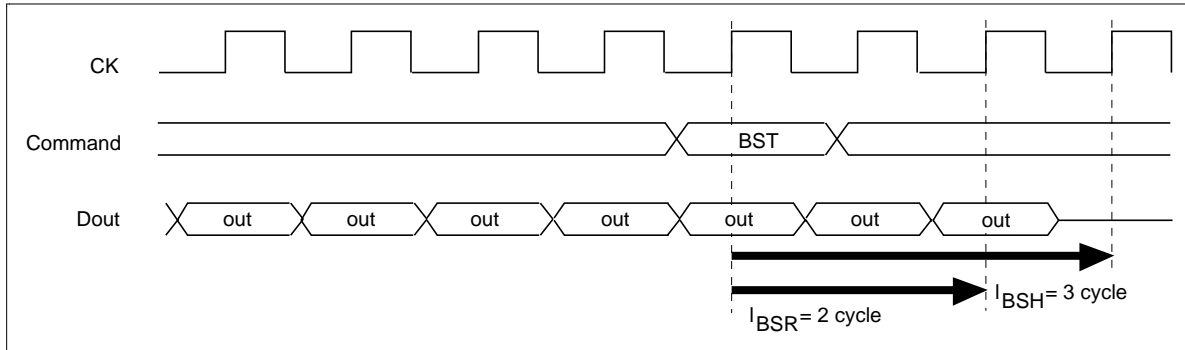 CK
Command
BST
Dout
out out out out out out out
lBSH= 3 cycle
lBSR= 2 cycle